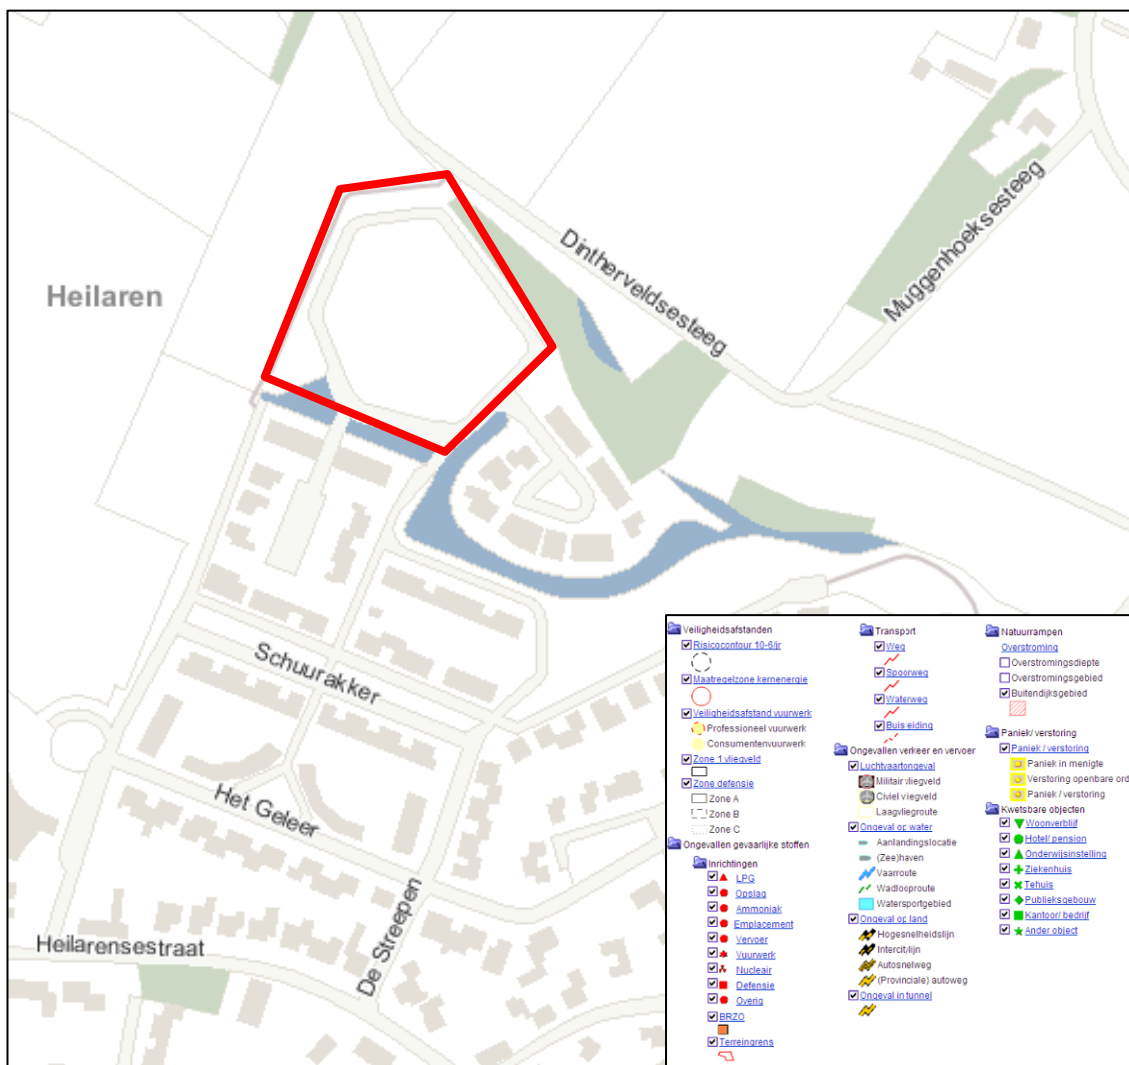 Heilaren
Dintherveldsesteeg
Muggenhoeksesteeg
Schuurakker
Het Geleer
De Streepen
Heilarensestraat
Veiligheidsafstanden
Risicocontour 10-6/jr
Maatregelzone kernenergie
Veiligheidsafstand vuurwerk
Professioneel vuurwerk
Consumentenvuurwerk
Zone 1 vliegveld
Zone defensie
Zone A
Zone B
Zone C
Ongevallen gevaarlijke stoffen
Inrichtingen
LPG
Opslag
Ammoniak
Emplacement
Vervoer
Vuurwerk
Nucleair
Defensie
Overig
BRZO
Terreingrens
Transport
Weg
Spoorweg
Waterweg
Buis eiding
Ongevallen verkeer en vervoer
Luchtvaartongeval
Militair vliegveld
Civiel vliegveld
Laagvliegroute
Ongeval op water
Aanlandingslocatie
(Zee)haven
Vaarroute
Wadlooproute
Watersportgebied
Ongeval op land
Hogesnelheidslijn
Intercitylijn
Autosnelweg
(Provinciale) autoweg
Ongeval in tunnel
Natuurrampen
Overstroming
Overstromingsdiepte
Overstromingsgebied
Buitendijksgebied
Paniek/ verstoring
Paniek / verstoring
Paniek in menigte
Verstoring openbare ord
Paniek / verstoring
Kwetsbare objecten
Woonverblijf
Hotel/ pension
Onderwijsinstelling
Ziekenhuis
Tehuis
Publieksgebouw
Kantoor/ bedrijf
Ander object